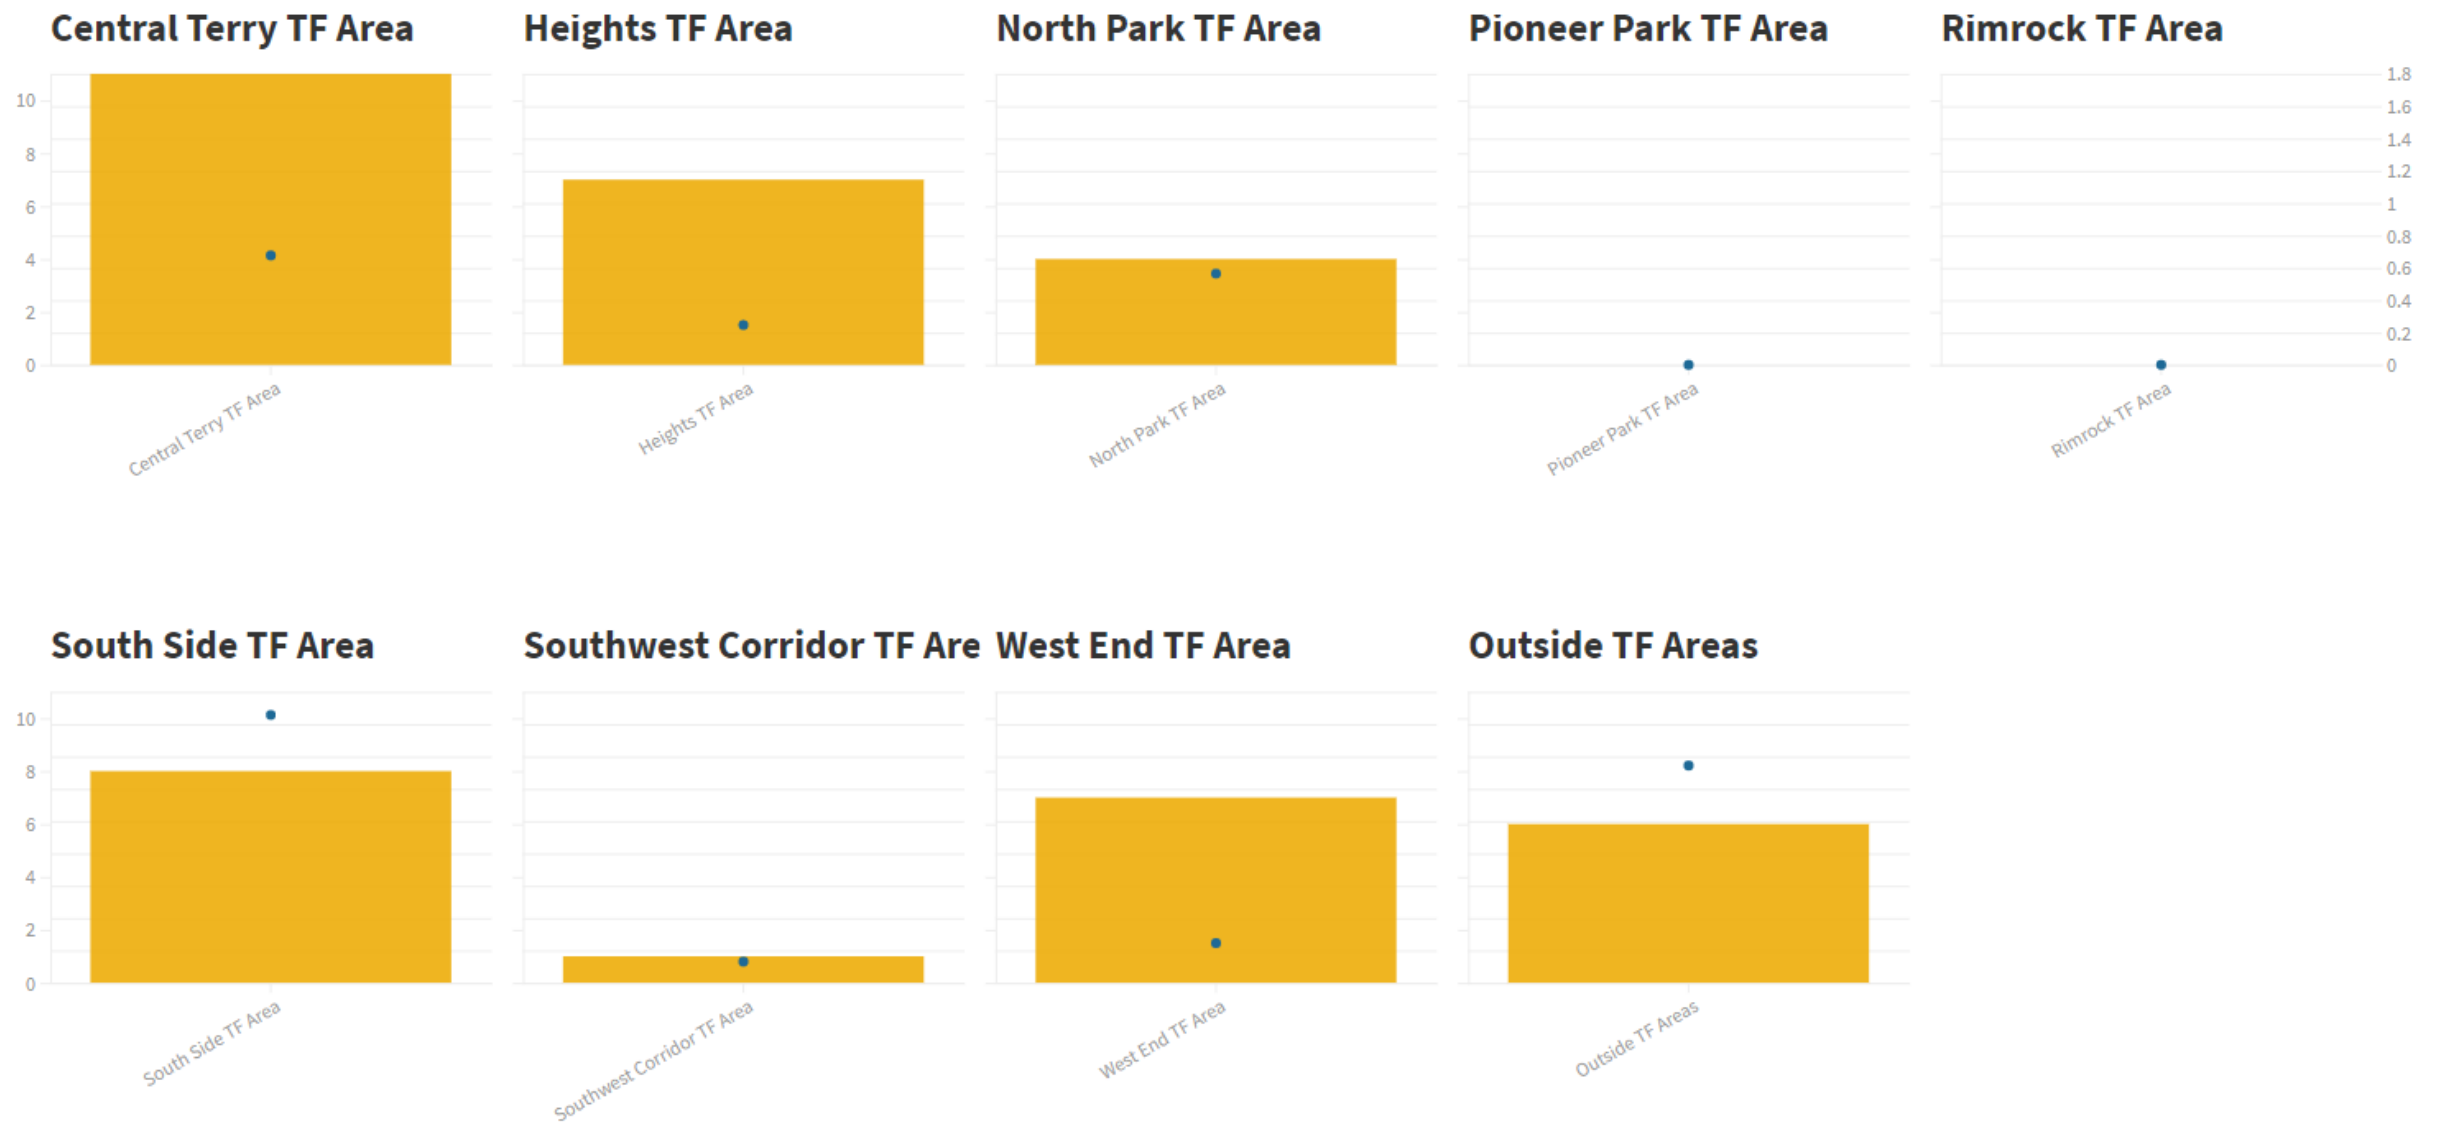 Central Terry TF Area
Heights TF Area
North Park TF Area
Pioneer Park TF Area
Rimrock TF Area
10
8
6
4
2
0
1.8
1.6
1.4
1.2
1
0.8
0.6
0.4
0.2
0
Central Terry TF Area
Heights TF Area
North Park TF Area
Pioneer Park TF Area
Rimrock TF Area
South Side TF Area
Southwest Corridor TF Are
West End TF Area
Outside TF Areas
10
8
6
4
2
0
South Side TF Area
Southwest Corridor TF Area
West End TF Area
Outside TF Areas